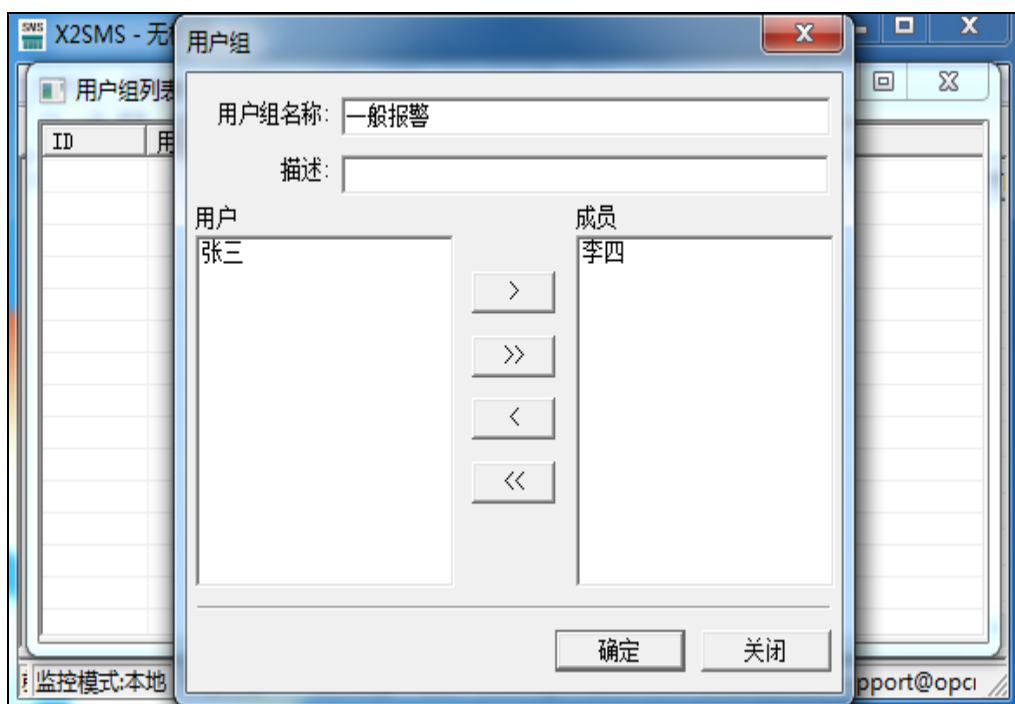 SMS X2SMS - 无
用户组
用户组列表
ID
用户组名称:
一般报警
描述:
用户
成员
张三
李四
>
>>
<
<<
确定
关闭
监控模式:本地
pport@opc